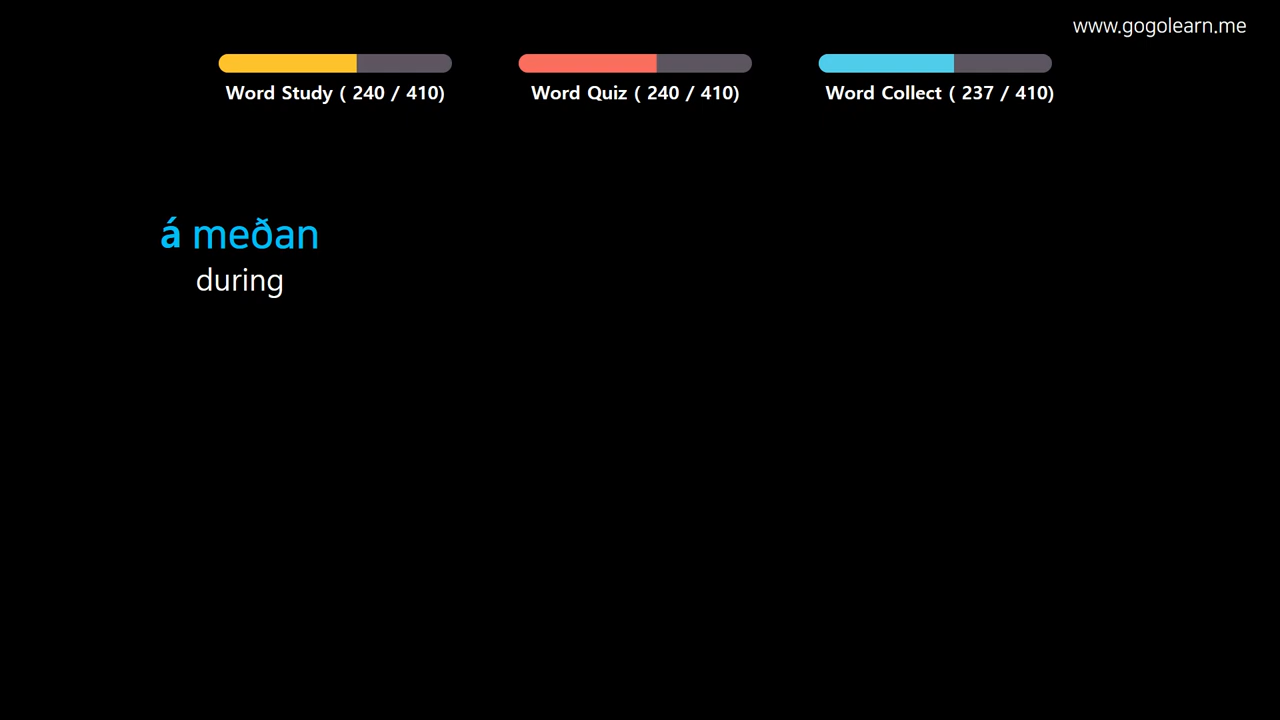 www.gogolearn.me
Word Study ( 240 / 410)
Word Quiz ( 240 / 410)
Word Collect ( 237 / 410)
á meðan
during